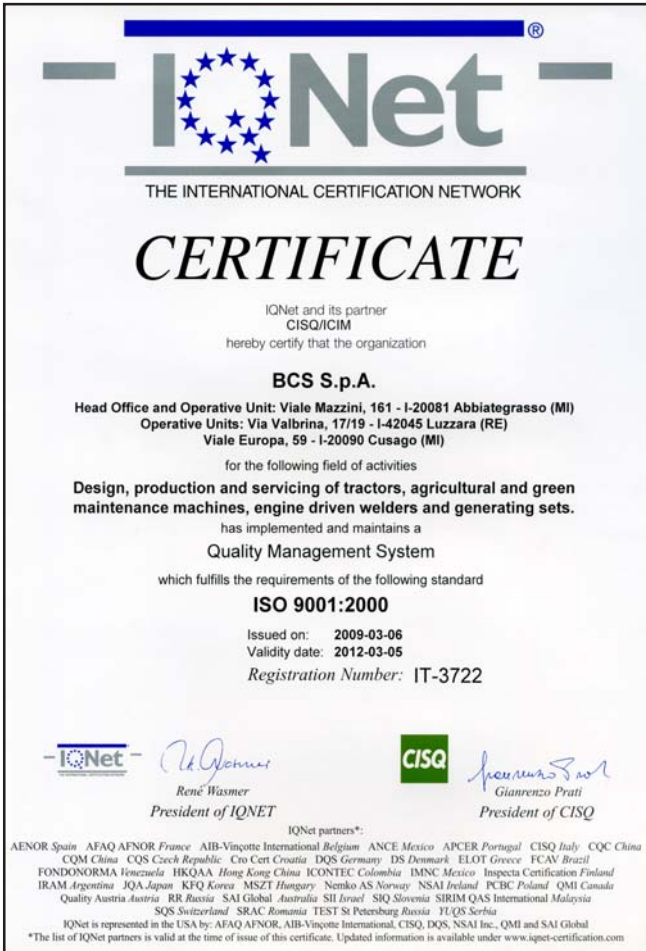 ®
IQNet
THE INTERNATIONAL CERTIFICATION NETWORK
CERTIFICATE
IQNet and its partner
CISQ/ICIM
hereby certify that the organization
BCS S.p.A.
Head Office and Operative Unit: Viale Mazzini, 161 - I-20081 Abbiategrasso (MI)
Operative Units: Via Valbrina, 17/19 - I-42045 Luzzara (RE)
Viale Europa, 59 - I-20090 Cusago (MI)
for the following field of activities
Design, production and servicing of tractors, agricultural and green
maintenance machines, engine driven welders and generating sets.
has implemented and maintains a
Quality Management System
which fulfills the requirements of the following standard
ISO 9001:2000
Issued on: 2009-03-06
Validity date: 2012-03-05
Registration Number: IT-3722
IQNet
CISQ
René Wasmer
President of IQNET
Gianrenzo Prati
President of CISQ
IQNet partners*:
AENOR Spain AFAQ AFNOR France AIB-Vinçotte International Belgium ANCE Mexico APCER Portugal CISQ Italy CQC China
CQM China CQS Czech Republic Cro Cert Croatia DQS Germany DS Denmark ELOT Greece FCAV Brazil
FONDONORMA Venezuela HKQAA Hong Kong China ICONTEC Colombia IMNC Mexico Inspecta Certification Finland
IRAM Argentina JQA Japan KFQ Korea MSZT Hungary Nemko AS Norway NSAI Ireland PCBC Poland QMI Canada
Quality Austria Austria RR Russia SAI Global Australia SII Israel SIQ Slovenia SIRIM QAS International Malaysia
SQS Switzerland SRAC Romania TEST St Petersburg Russia YUQS Serbia
IQNet is represented in the USA by: AFAQ AFNOR, AIB-Vinçotte International, CISQ, DQS, NSAI Inc., QMI and SAI Global
*The list of IQNet partners is valid at the time of issue of this certificate. Updated information is available under www.iqnet-certification.com